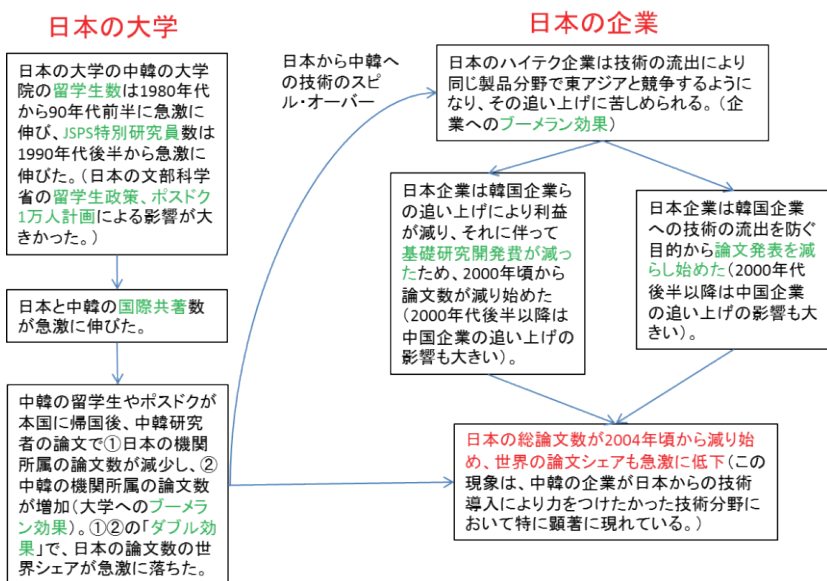 日本の大学
日本の大学の中韓の大学
院の留学生数は1980年代
から90年代前半に急激に
伸び、JSPS特別研究員数は
1990年代後半から急激に
伸びた。（日本の文部科学
省の留学生政策、ポスドク
1万人計画による影響が大
きかった。）
日本と中韓の国際共著数
が急激に伸びた。
中韓の留学生やポスドクが
本国に帰国後、中韓研究
者の論文で①日本の機関
所属の論文数が減少し、②
中韓の機関所属の論文数
が増加（大学へのブーメラ
ン効果）。①②の「ダブル効
果」で、日本の論文数の世
界シェアが急激に落ちた。
日本から中韓へ
の技術のスピ
ル・オーバー
日本の企業
日本のハイテク企業は技術の流出により
同じ製品分野で東アジアと競争するように
なり、その追い上げに苦しめられる。（企
業へのブーメラン効果）
日本企業は韓国企業ら
の追い上げにより利益
が減り、それに伴って
基礎研究開発費が減っ
たため、2000年頃から
論文数が減り始めた
（2000年代後半以降は
中国企業の追い上げの
影響も大きい）。
日本企業は韓国企業
への技術の流出を防ぐ
目的から論文発表を減
らし始めた（2000年代
後半以降は中国企業
の追い上げの影響も大
きい）。
日本の総論文数が2004年頃から減り始
め、世界の論文シェアも急激に低下（この
現象は、中韓の企業が日本からの技術
導入により力をつけたかった技術分野に
おいて特に顕著に現れている。）